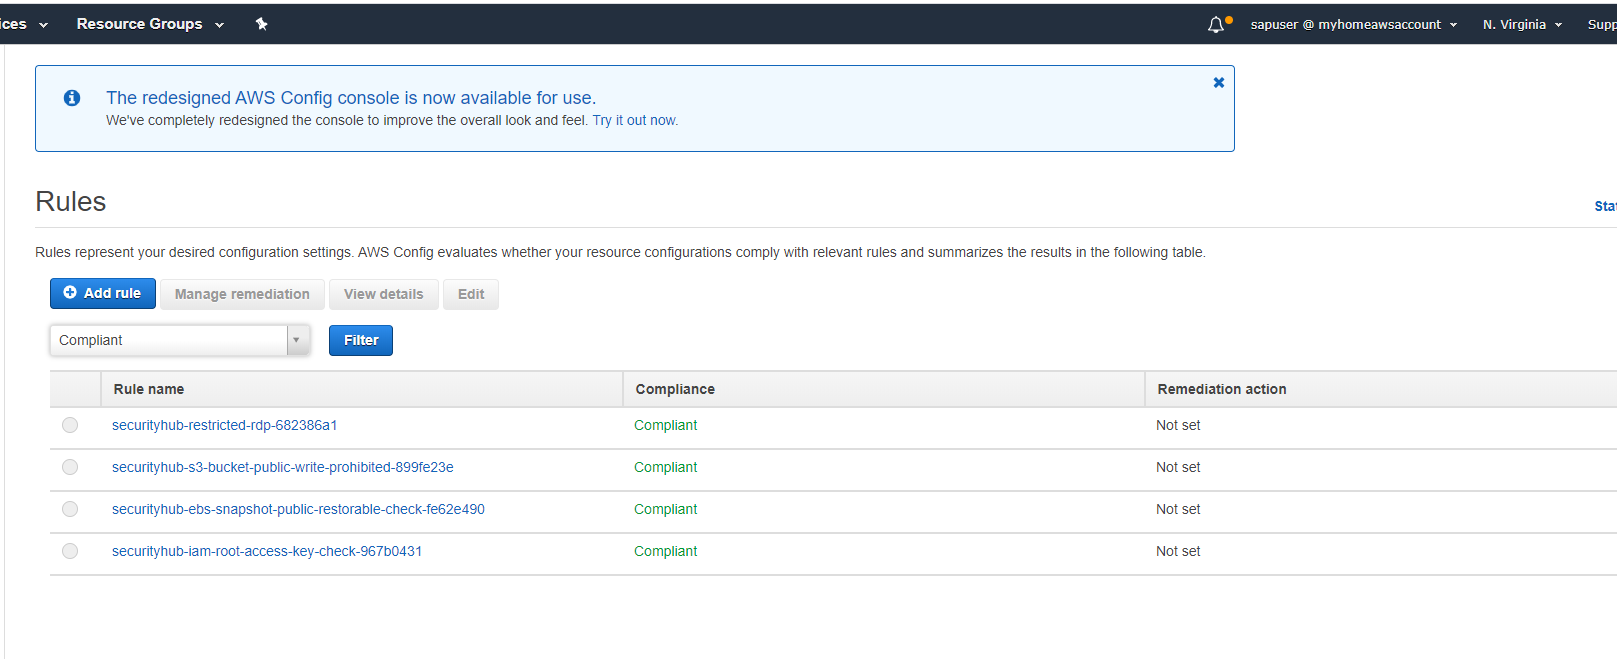 Resource Groups
sapuser @ myhomeawsaccount
N. Virginia
The redesigned AWS Config console is now available for use.
We've completely redesigned the console to improve the overall look and feel. Try it out now.
Rules
Rules represent your desired configuration settings. AWS Config evaluates whether your resource configurations comply with relevant rules and summarizes the results in the following table.
Add rule Manage remediation View details Edit
Compliant Filter
Rule name Compliance Remediation action
securityhub-restricted-rdp-682386a1 Compliant Not set
securityhub-s3-bucket-public-write-prohibited-899fe23e Compliant Not set
securityhub-ebs-snapshot-public-restorable-check-fe62e490 Compliant Not set
securityhub-iam-root-access-key-check-967b0431 Compliant Not set